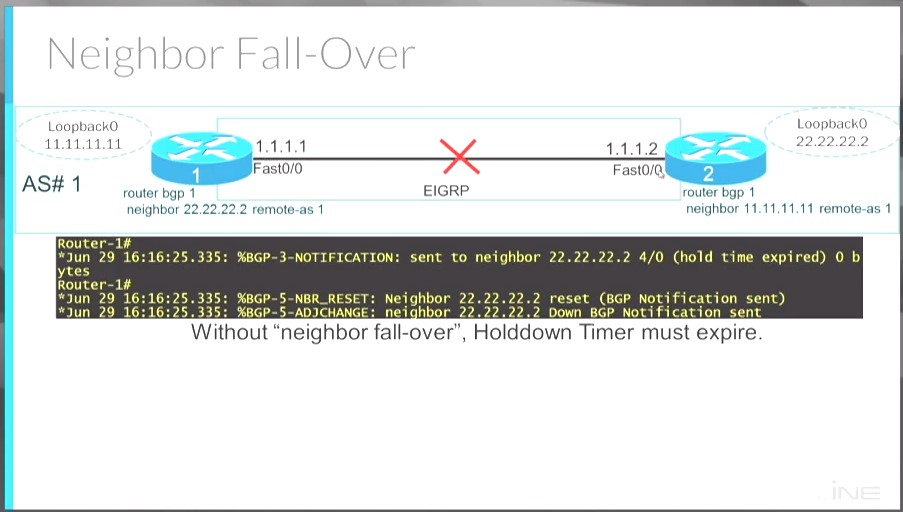 Neighbor Fall-Over
Loopback0
11.11.11.11
Loopback0
22.22.22.2
1.1.1.1
1.1.1.2
Fast0/0
Fast0/0
1
2
AS# 1
EIGRP
router bgp 1
neighbor 22.22.22.2 remote-as 1
router bgp 1
neighbor 11.11.11.11 remote-as 1
Router-1#
*Jun 29 16:16:25.335: %BGP-3-NOTIFICATION: sent to neighbor 22.22.22.2 4/0 (hold time expired) 0 b
ytes
Router-1#
*Jun 29 16:16:25.335: %BGP-5-NBR_RESET: Neighbor 22.22.22.2 reset (BGP Notification sent)
*Jun 29 16:16:25.335: %BGP-5-ADJCHANGE: neighbor 22.22.22.2 Down BGP Notification sent
Without “neighbor fall-over”, Holddown Timer must expire.
iNE